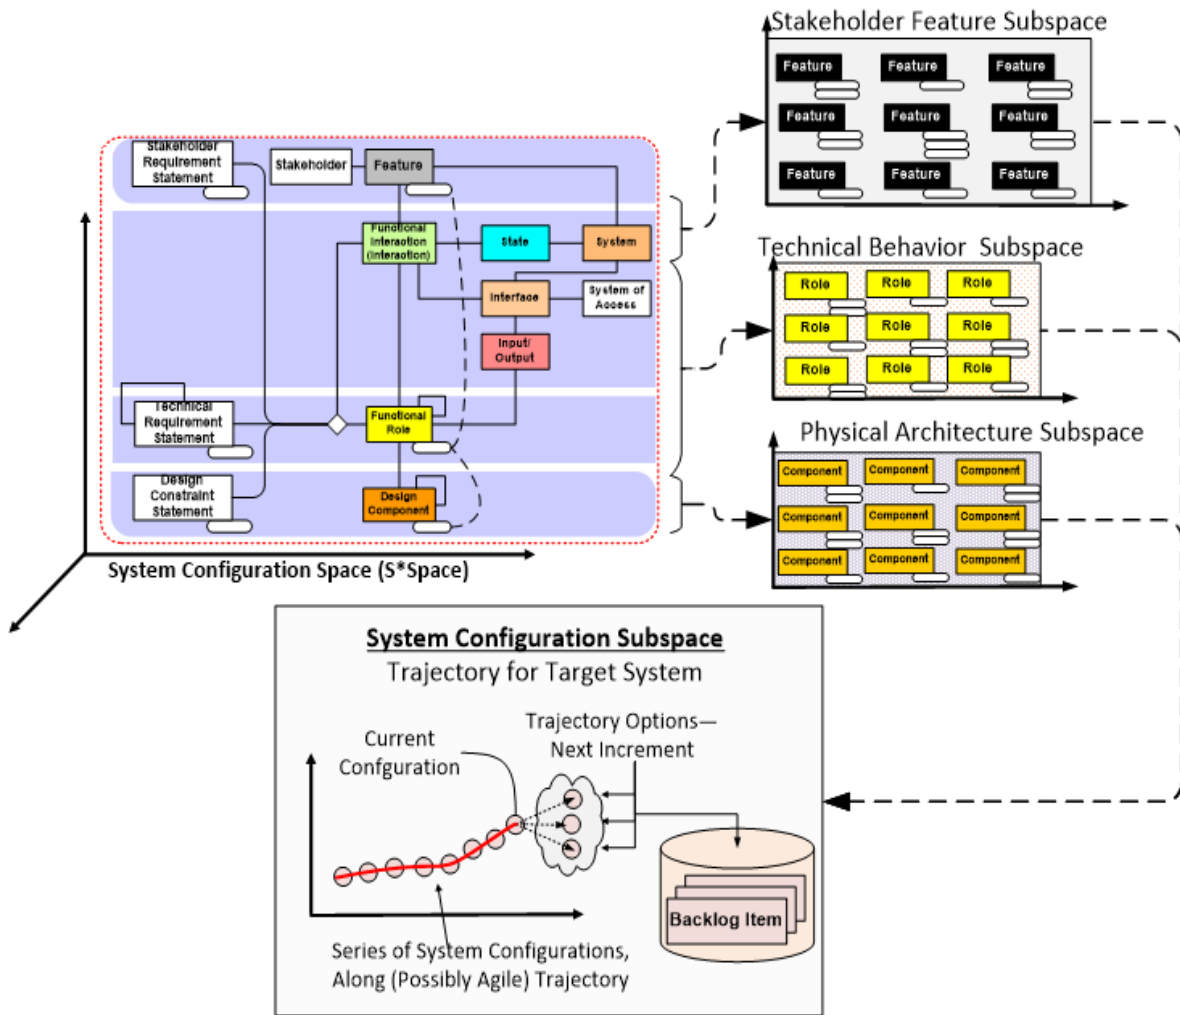 Stakeholder Feature Subspace
Feature
Feature
Feature
Feature
Feature
Feature
Feature
Feature
Feature
Stakeholder
Requirement
Statement
Stakeholder
Feature
Functional
Interaction
(Interaction)
State
System
Interface
System of
Access
Input/
Output
Technical
Requirement
Statement
Functional
Role
Design
Constraint
Statement
Design
Component
System Configuration Space (S*Space)
Technical Behavior Subspace
Role
Role
Role
Role
Role
Role
Role
Role
Role
Physical Architecture Subspace
Component
Component
Component
Component
Component
Component
Component
Component
Component
System Configuration Subspace
Trajectory for Target System
Current
Confguration
Trajectory Options—
Next Increment
Backlog Item
Series of System Configurations,
Along (Possibly Agile) Trajectory